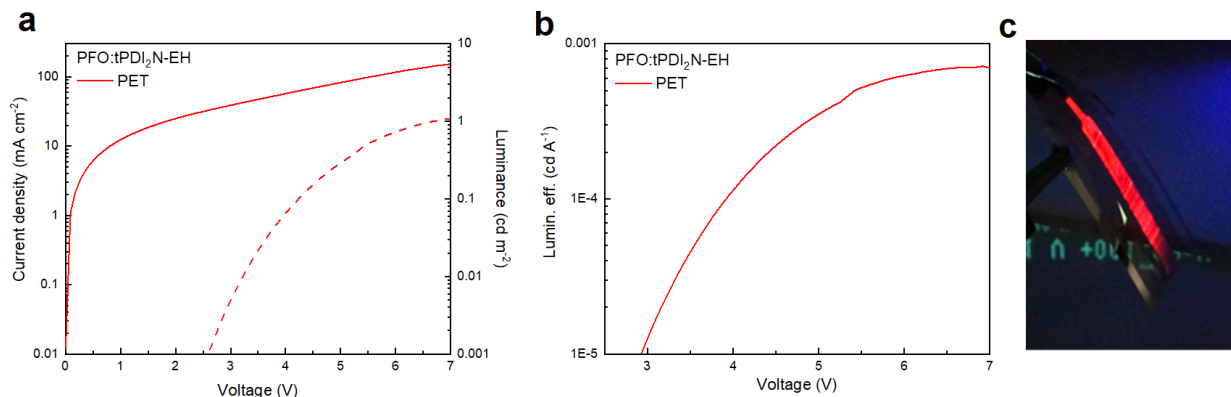 a
PFO:tPDI₂N-EH
PET
Current density (mA cm⁻²)
100
10
1
0.1
0.01
0
1
2
3
4
5
6
7
Voltage (V)
10
1
0.1
0.01
0.001
Luminance (cd m⁻²)
b
PFO:tPDI₂N-EH
PET
Lumin. eff. (cd A⁻¹)
0.001
1E-4
1E-5
3
4
5
6
7
Voltage (V)
c